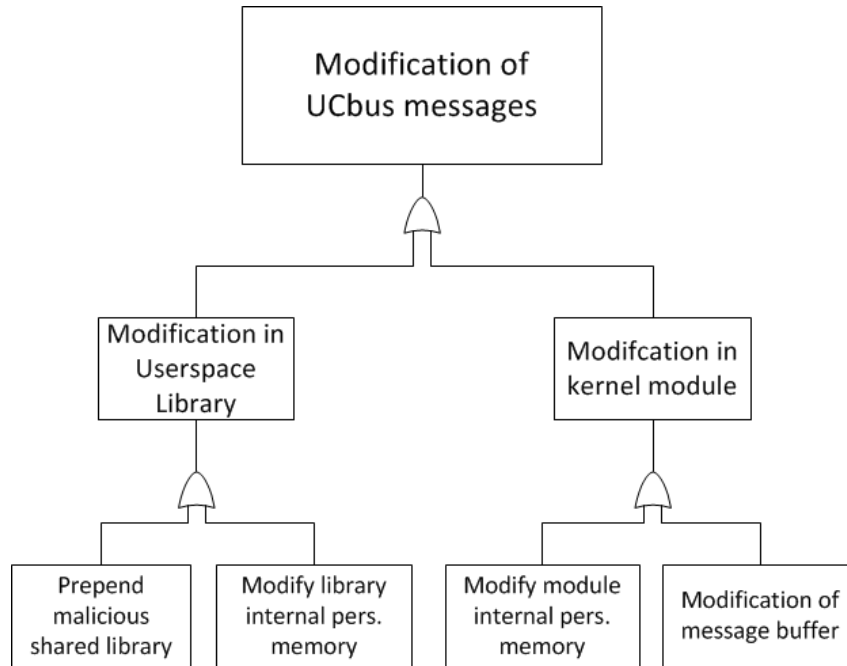 Modification of
UCbus messages
Modification in
Userspace
Library
Modifcation in
kernel module
Prepend
malicious
shared library
Modify library
internal pers.
memory
Modify module
internal pers.
memory
Modification of
message buffer